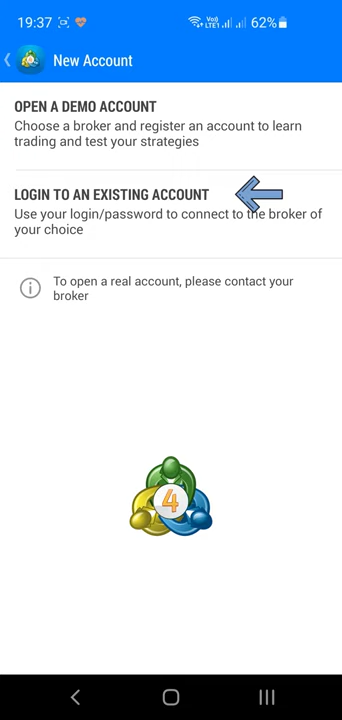 19:37 Vo) LTE1 62%
New Account
OPEN A DEMO ACCOUNT
Choose a broker and register an account to learn
trading and test your strategies
LOGIN TO AN EXISTING ACCOUNT
Use your login/password to connect to the broker of
your choice
To open a real account, please contact your
broker
4